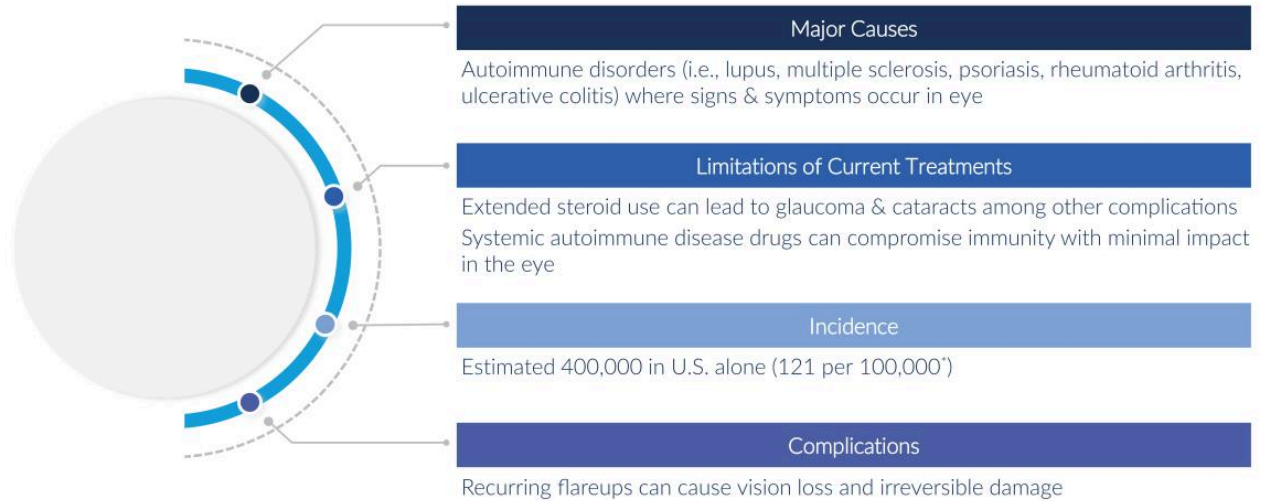 Major Causes
Autoimmune disorders (i.e., lupus, multiple sclerosis, psoriasis, rheumatoid arthritis,
ulcerative colitis) where signs & symptoms occur in eye
Limitations of Current Treatments
Extended steroid use can lead to glaucoma & cataracts among other complications
Systemic autoimmune disease drugs can compromise immunity with minimal impact
in the eye
Incidence
Estimated 400,000 in U.S. alone (121 per 100,000*)
Complications
Recurring flareups can cause vision loss and irreversible damage